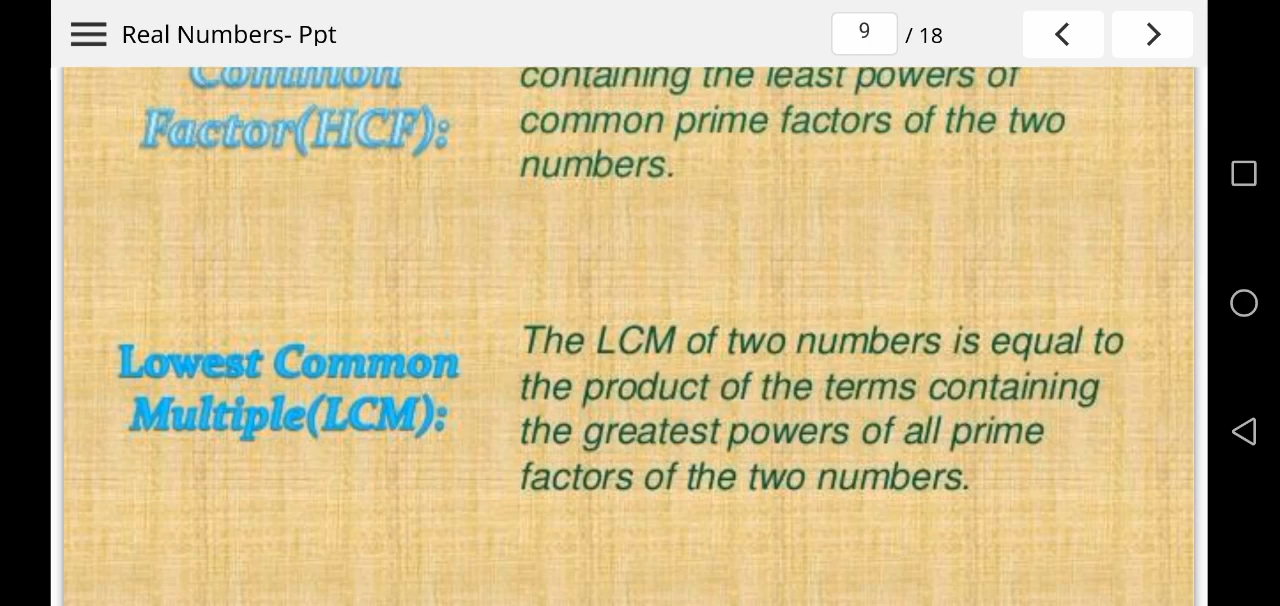 Real Numbers- Ppt
9 / 18
Common
Factor(HCF):
containing the least powers of
common prime factors of the two
numbers.
Lowest Common
Multiple(LCM):
The LCM of two numbers is equal to
the product of the terms containing
the greatest powers of all prime
factors of the two numbers.